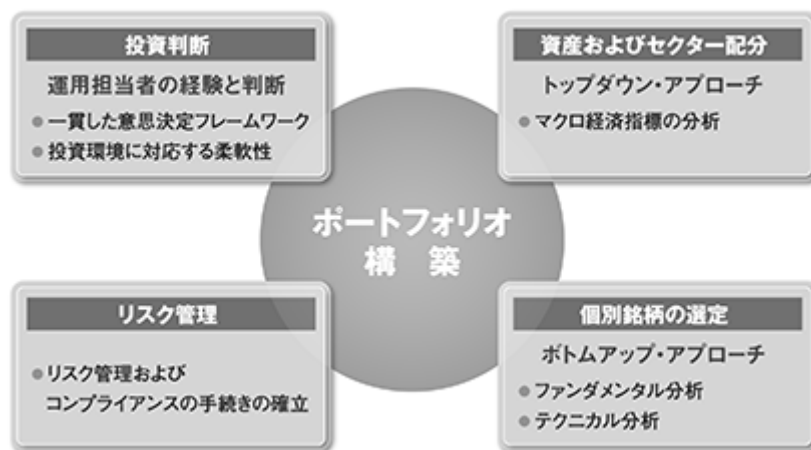 投資判断
運用担当者の経験と判断
●一貫した意思決定フレームワーク
●投資環境に対応する柔軟性
資産およびセクター配分
トップダウン・アプローチ
●マクロ経済指標の分析
ポートフォリオ
構 築
リスク管理
●リスク管理および
コンプライアンスの手続きの確立
個別銘柄の選定
ボトムアップ・アプローチ
●ファンダメンタル分析
●テクニカル分析